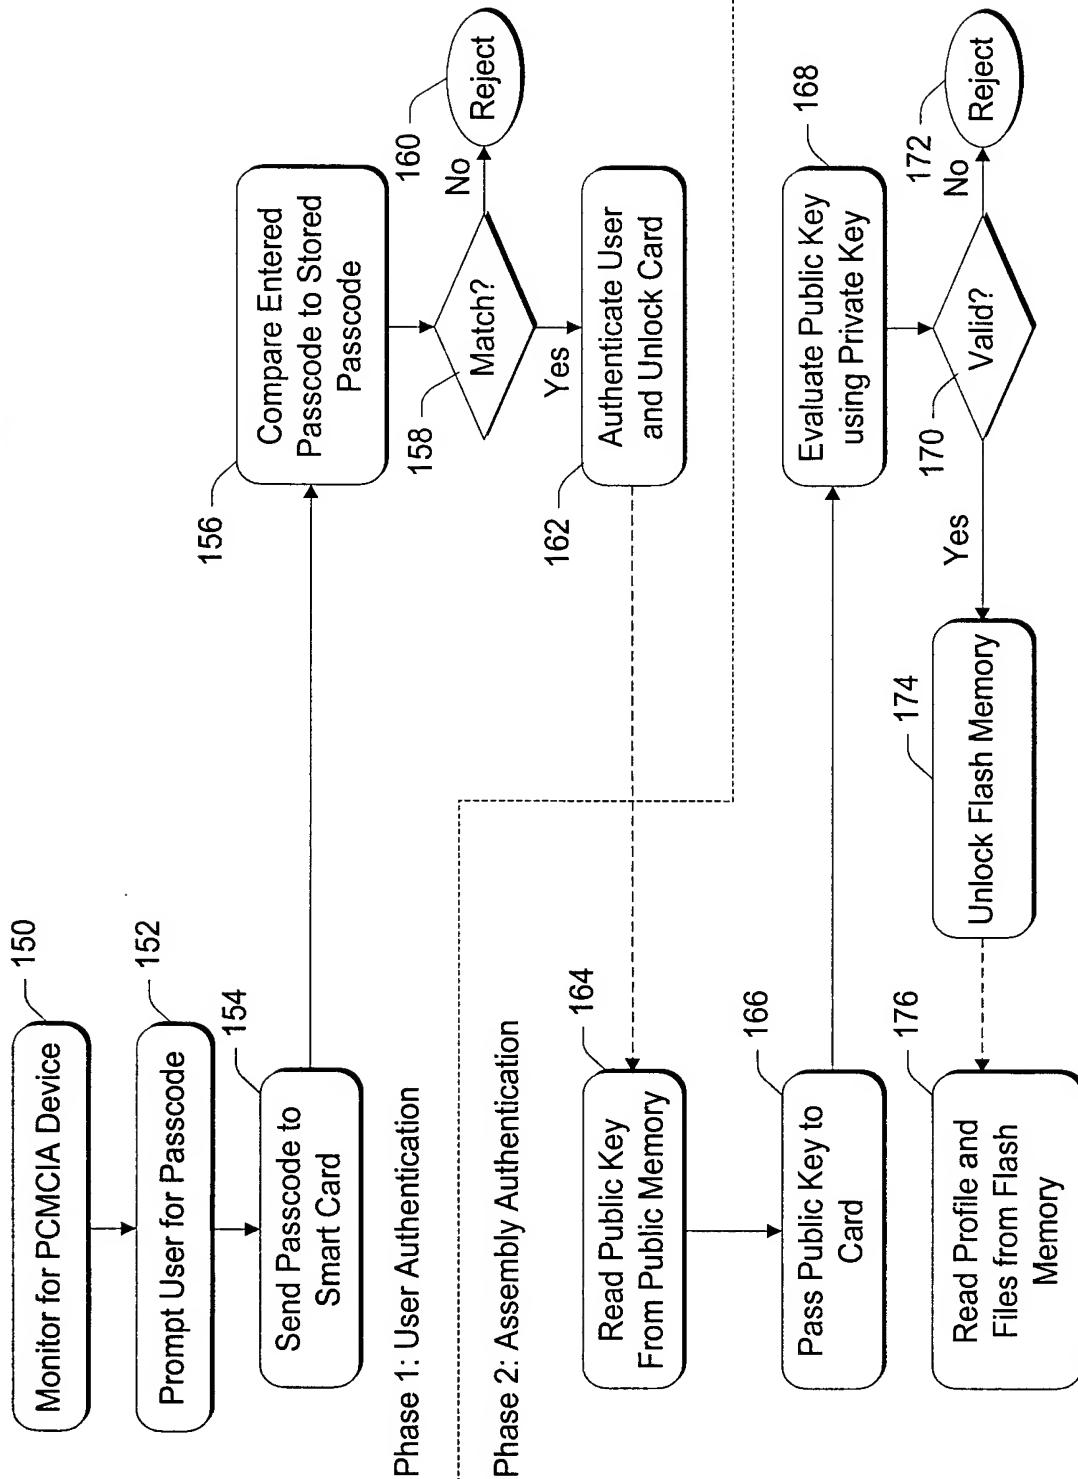 150
Monitor for PCMCIA Device
152
Prompt User for Passcode
154
Send Passcode to
Smart Card
156
Compare Entered
Passcode to Stored
Passcode
158
Match?
No
160
Reject
Yes
162
Authenticate User
and Unlock Card
Phase 1: User Authentication
Phase 2: Assembly Authentication
164
Read Public Key
From Public Memory
166
Pass Public Key to
Card
168
Evaluate Public Key
using Private Key
170
Valid?
No
172
Reject
Yes
174
Unlock Flash Memory
176
Read Profile and
Files from Flash
Memory